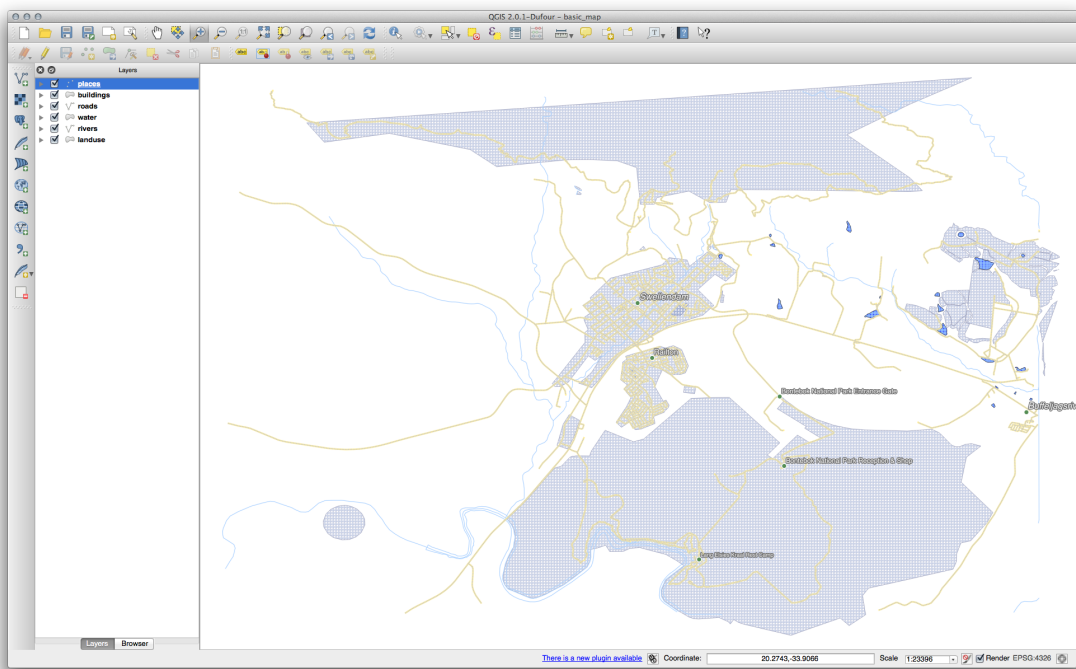 QGIS 2.0.1-Dufour - basic_map
Layers
places
buildings
roads
water
rivers
landuse
Swellendam
Railton
Bontebok National Park Entrance Gate
Buffeljagsriv
Bontebok National Park Reception & Shop
Lang Elsies Kraal Rest Camp
Layers
Browser
There is a new plugin available
Coordinate:
20.2743,-33.9066
Scale
1:23396
Render
EPSG:4326